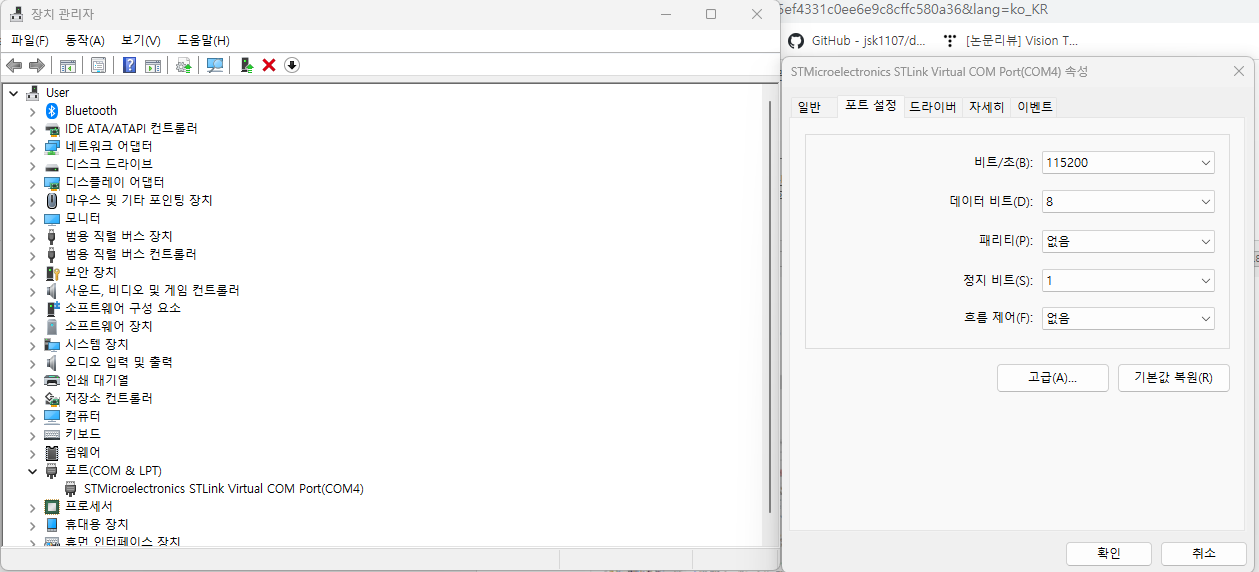 장치 관리자
파일(F) 동작(A) 보기(V) 도움말(H)
User
Bluetooth
IDE ATA/ATAPI 컨트롤러
네트워크 어댑터
디스크 드라이브
디스플레이 어댑터
마우스 및 기타 포인팅 장치
모니터
범용 직렬 버스 장치
범용 직렬 버스 컨트롤러
보안 장치
사운드, 비디오 및 게임 컨트롤러
소프트웨어 구성 요소
소프트웨어 장치
시스템 장치
오디오 입력 및 출력
인쇄 대기열
저장소 컨트롤러
컴퓨터
키보드
펌웨어
포트(COM & LPT)
STMicroelectronics STLink Virtual COM Port(COM4)
프로세서
휴대용 장치
휴먼 인터페이스 장치
6ef4331c0ee6e9c8cffc580a36&lang=ko_KR
GitHub - jsk1107/d... [논문리뷰] Vision T...
STMicroelectronics STLink Virtual COM Port(COM4) 속성
일반 포트 설정 드라이버 자세히 이벤트
비트/초(B): 115200
데이터 비트(D): 8
패리티(P): 없음
정지 비트(S): 1
흐름 제어(F): 없음
고급(A)... 기본값 복원(R)
확인 취소